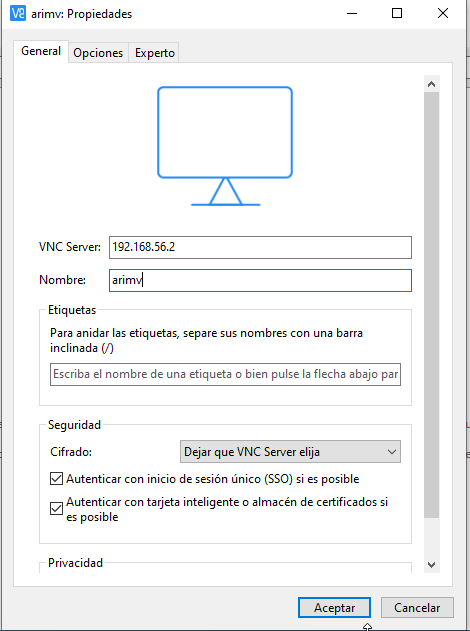 arimv: Propiedades
General Opciones Experto
VNC Server: 192.168.56.2
Nombre: arimv
Etiquetas
Para anidar las etiquetas, separe sus nombres con una barra
inclinada (/)
Escriba el nombre de una etiqueta o bien pulse la flecha abajo par
Seguridad
Cifrado: Dejar que VNC Server elija
Autenticar con inicio de sesión único (SSO) si es posible
Autenticar con tarjeta inteligente o almacén de certificados si
es posible
Privacidad
Aceptar Cancelar